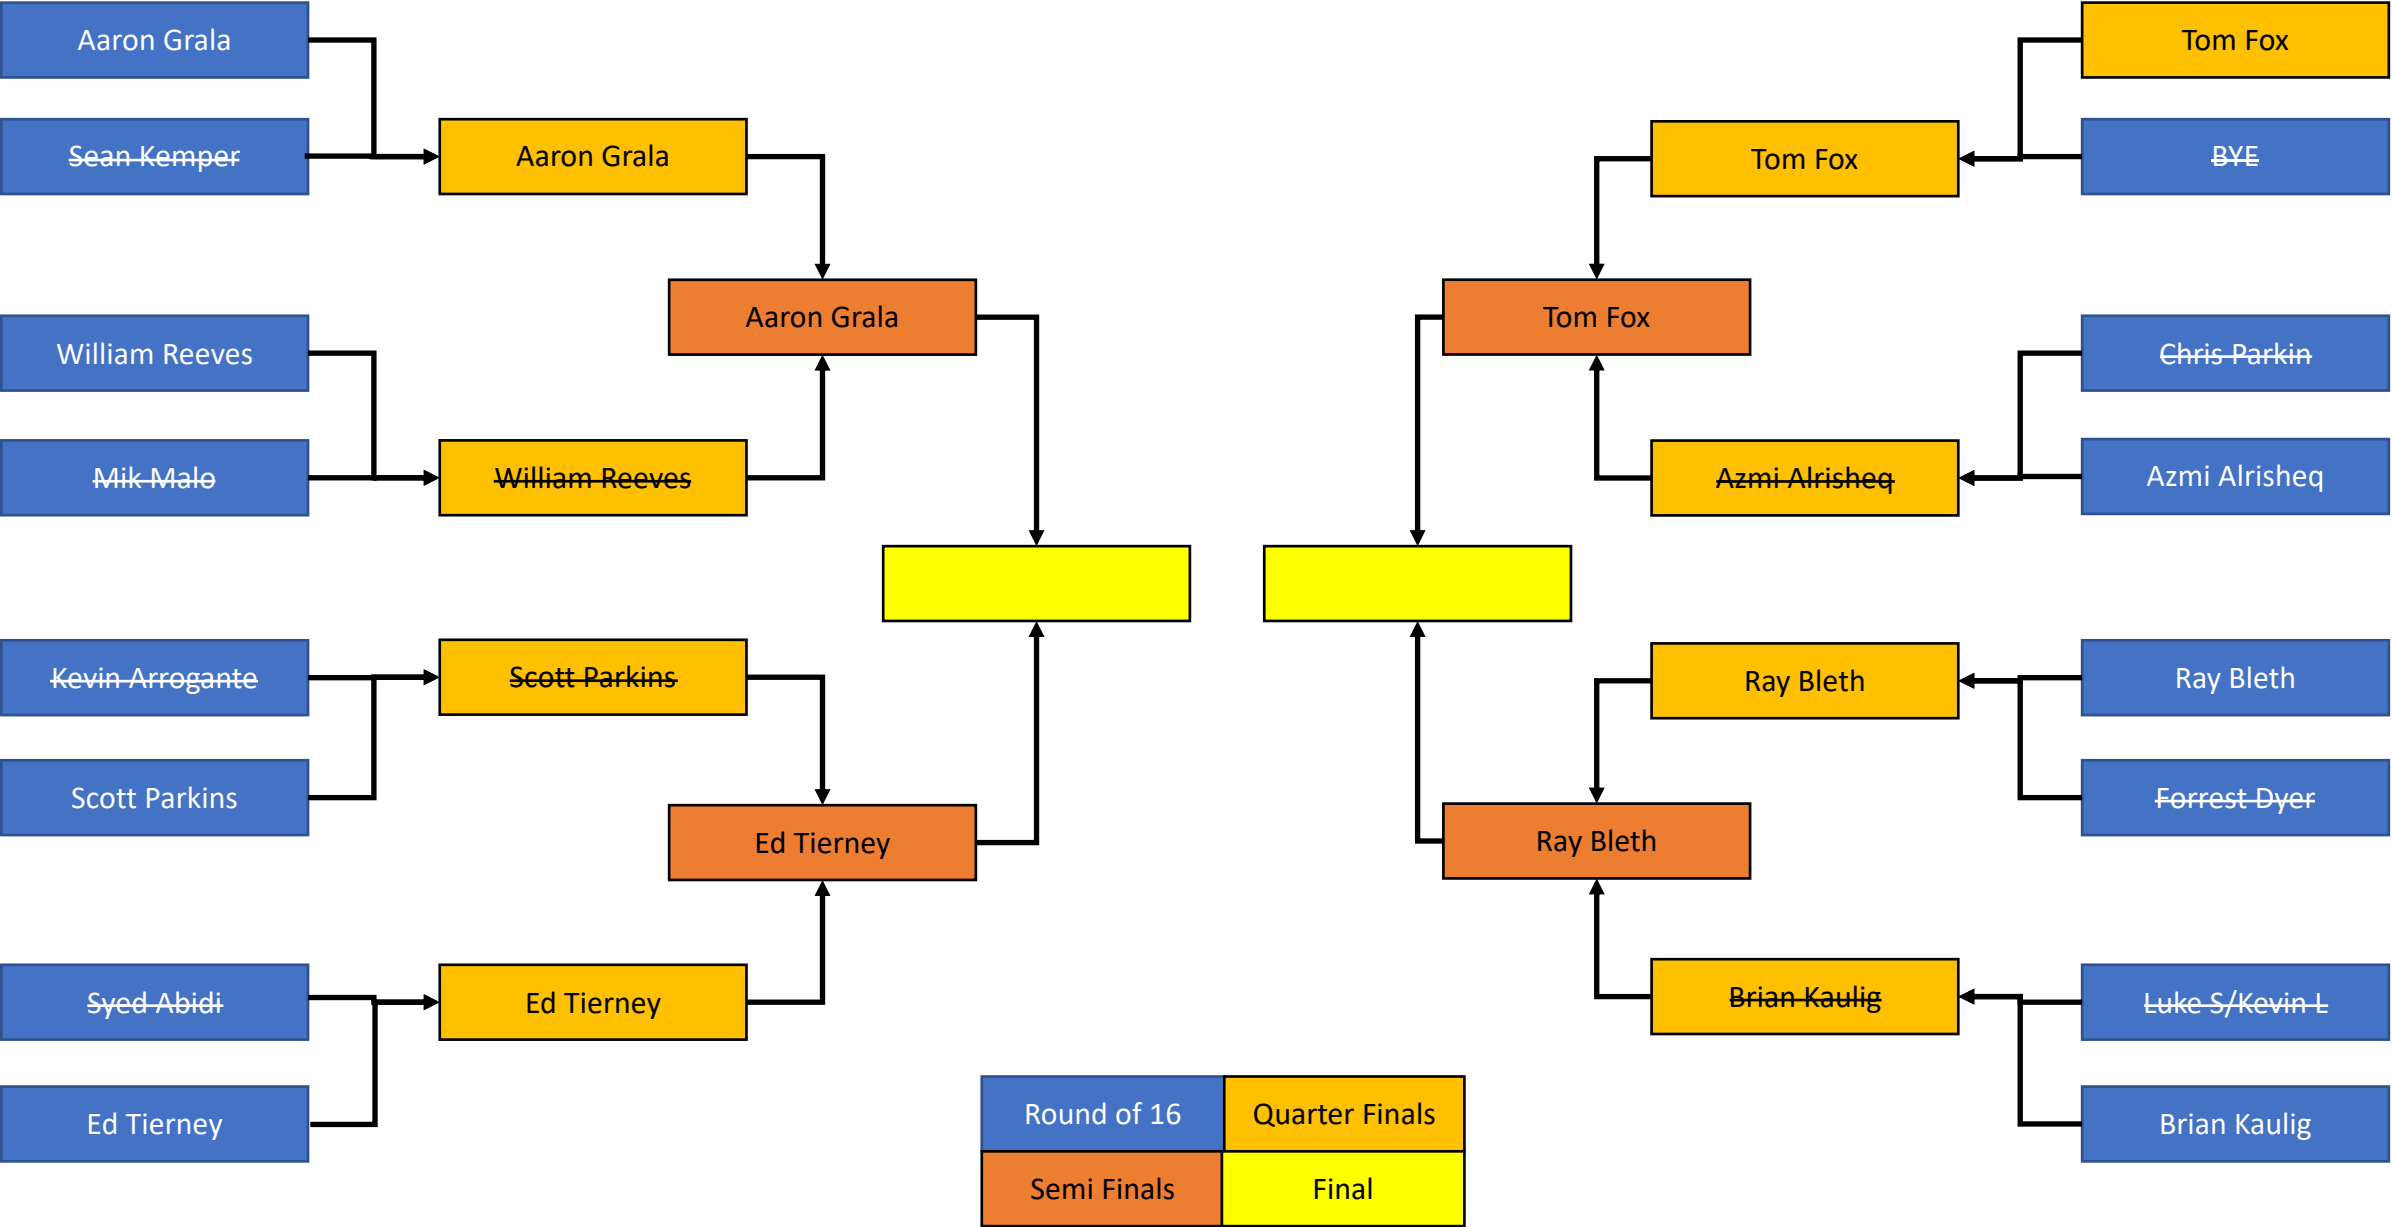 Aaron Grala
Tom Fox
Sean Kemper
Aaron Grala
Tom Fox
BYE
Aaron Grala
Tom Fox
William Reeves
Chris Parkin
Mik Malo
William Reeves
Azmi Alrisheq
Azmi Alrisheq
Kevin Arrogante
Scott Parkins
Ray Bleth
Ray Bleth
Scott Parkins
Forrest Dyer
Ed Tierney
Ray Bleth
Syed Abidi
Ed Tierney
Brian Kaulig
Luke S/Kevin L
Ed Tierney
Brian Kaulig
Round of 16
Quarter Finals
Semi Finals
Final